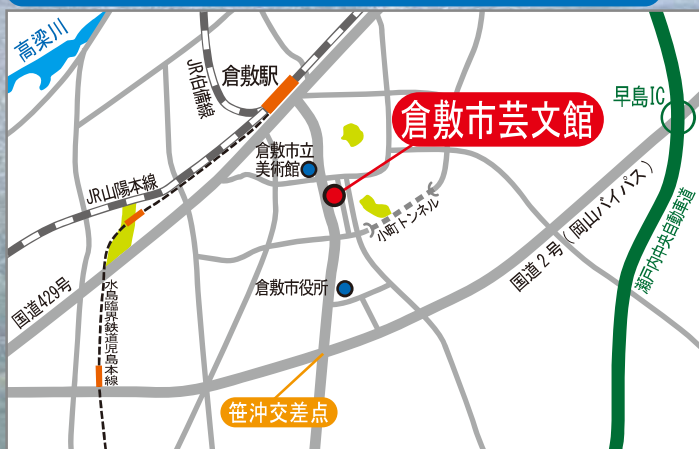 高梁川
JR伯備線
倉敷駅
早島IC
倉敷市芸文館
倉敷市立
美術館
JR山陽本線
小町トンネル
国道2号(岡山バイパス)
瀬戸内中央自動車道
国道429号
水島臨界鉄道児島本線
倉敷市役所
笹沖交差点